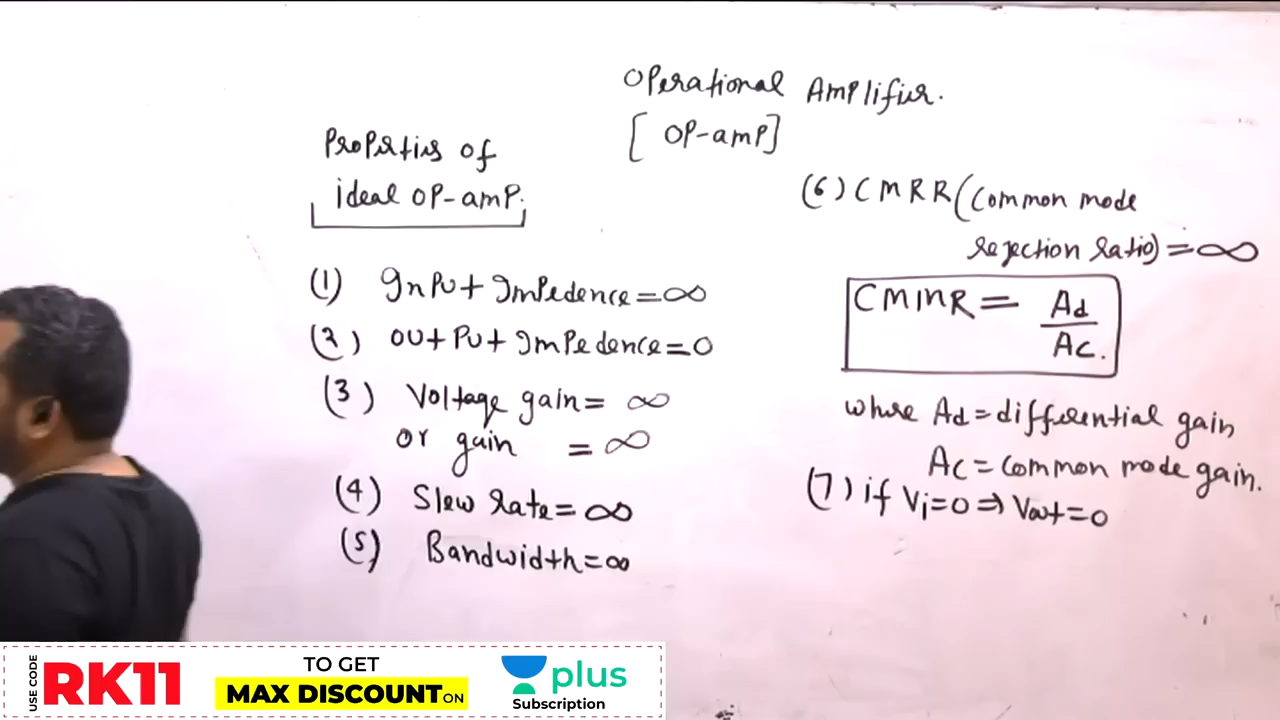 Operational Amplifier.
[OP-amp]
Properties of
ideal OP-amp.
(1) Input Impedence=∞
(2) Output Impedence=0
(3) Voltage gain= ∞
or gain = ∞
(4) Slew rate=∞
(5) Bandwidth=∞
(6) CMRR (Common mode
rejection ratio)=∞
CMRR = Ad/Ac.
where Ad=differential gain
Ac=Common mode gain.
(7) if Vi=0⇒Vout=0
USE CODE
RK11
TO GET
MAX DISCOUNT ON
plus
Subscription